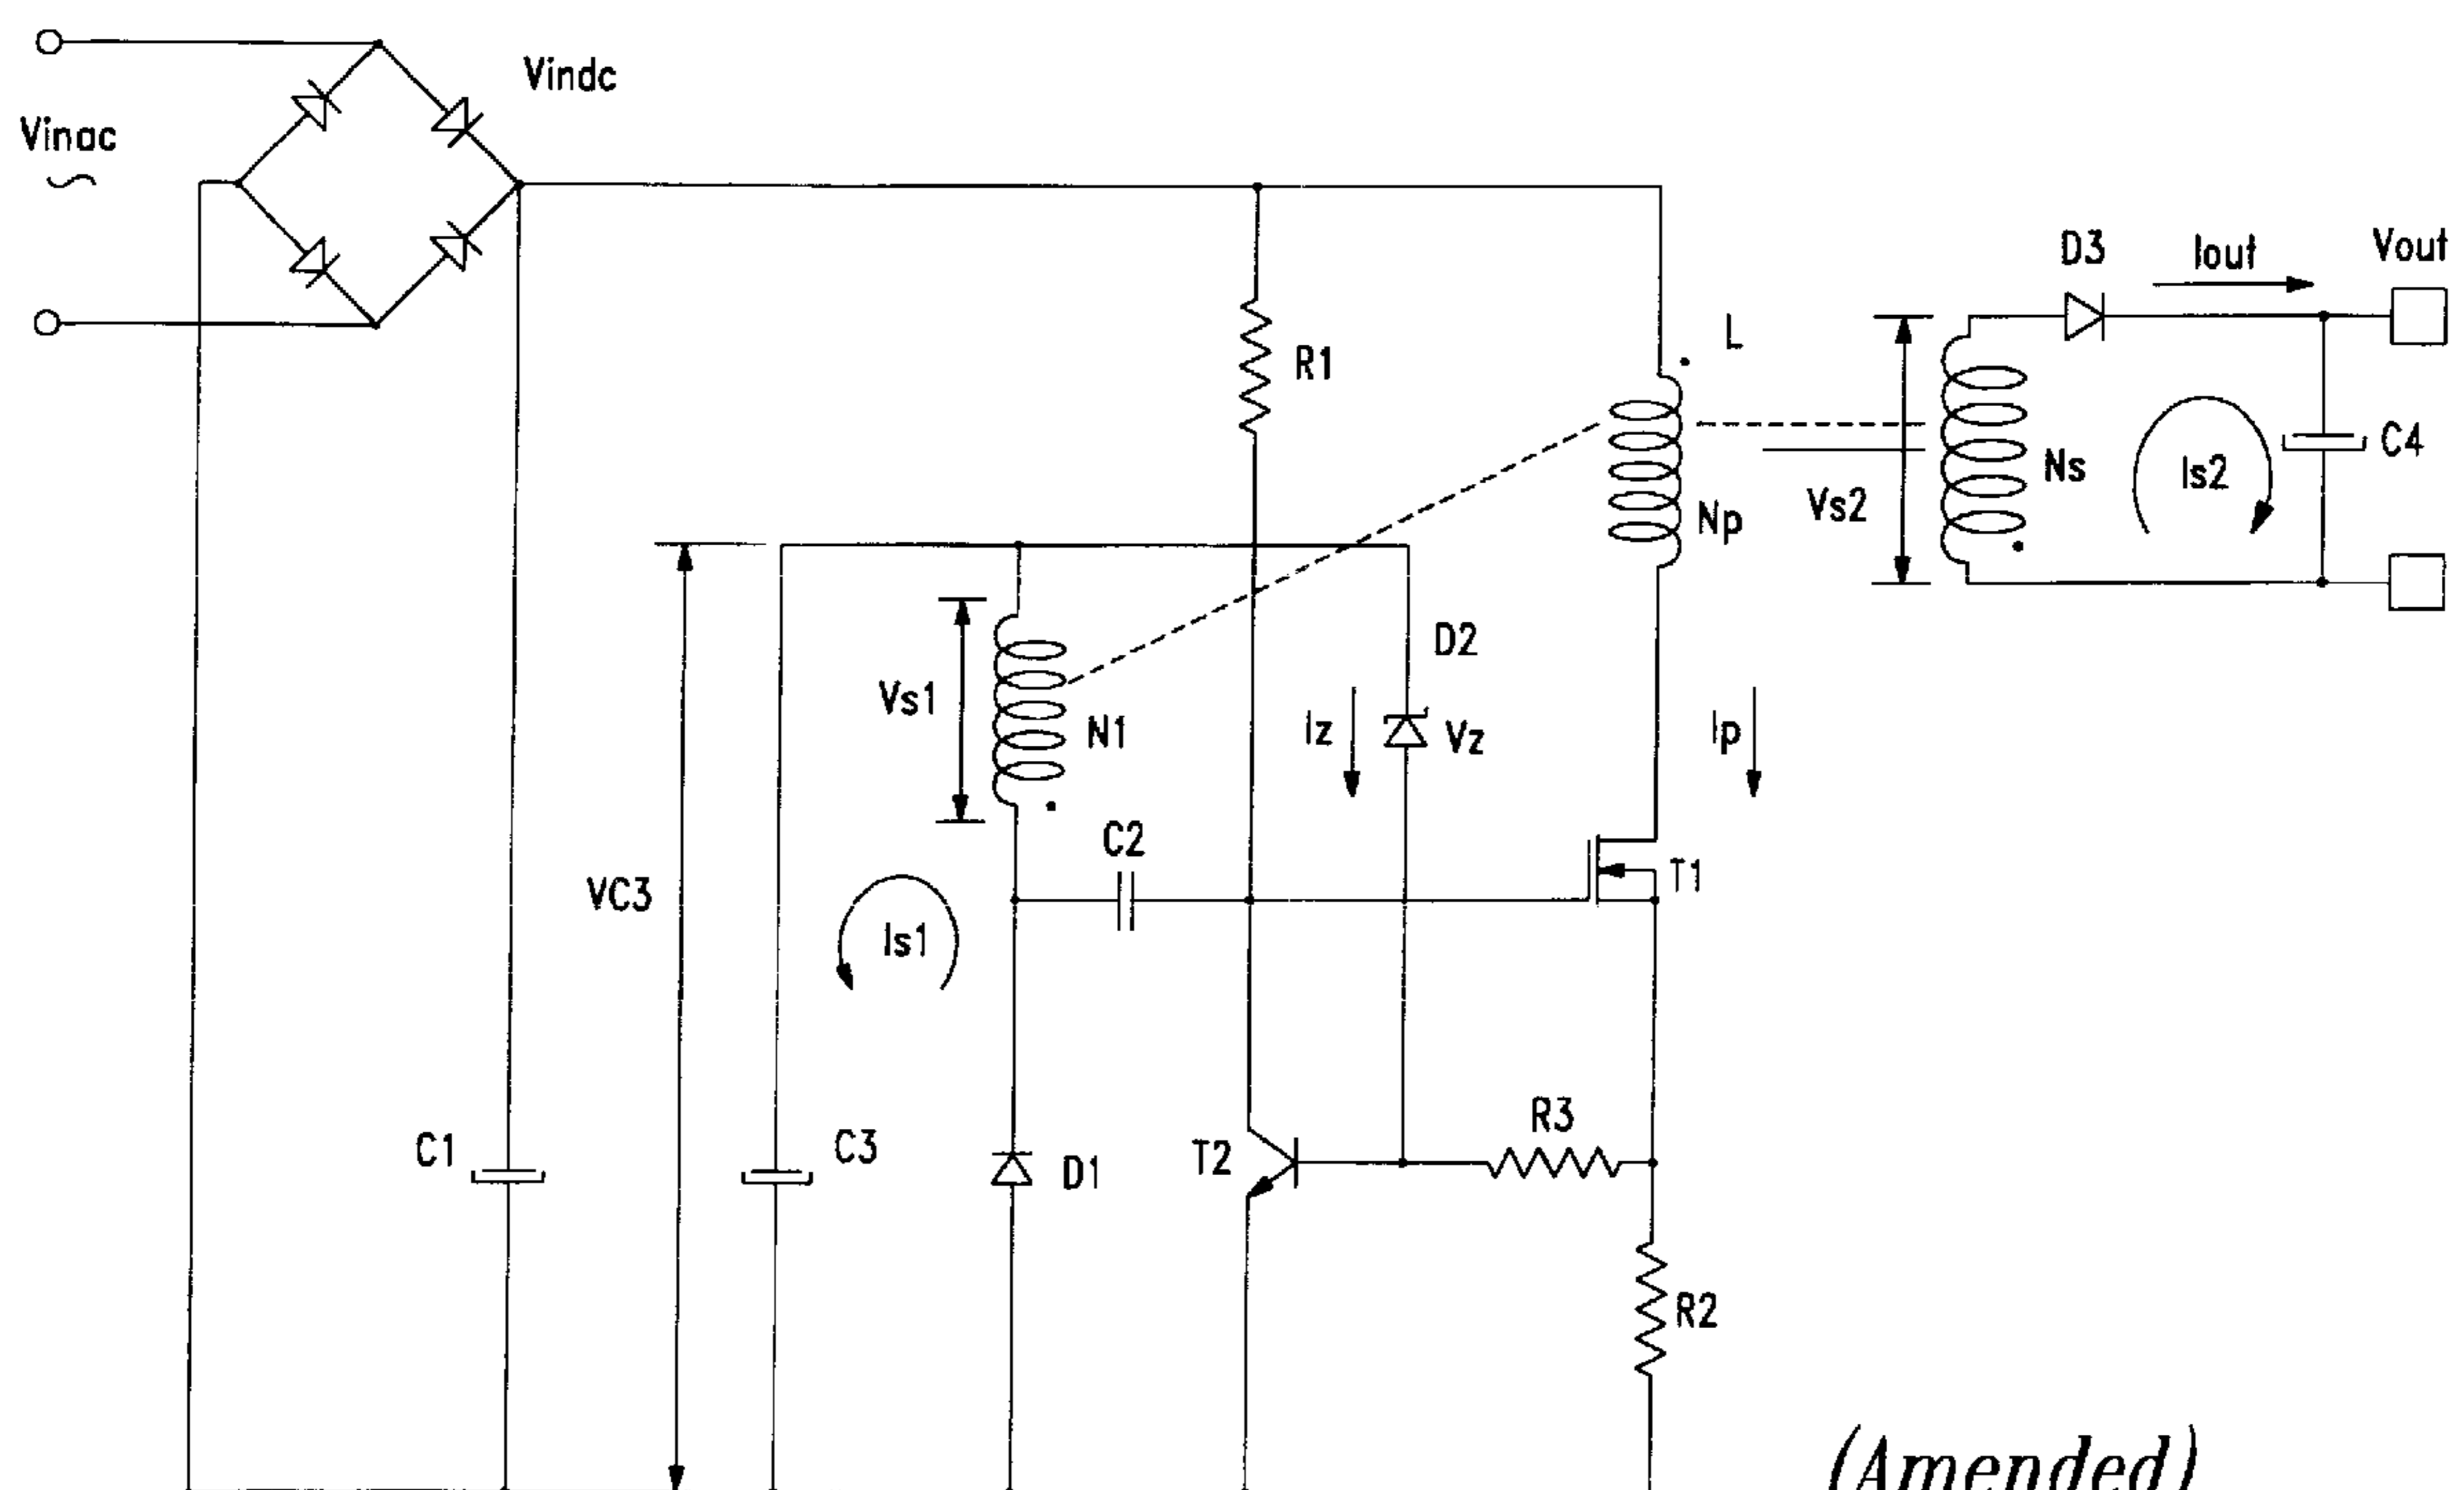 Vindc
Vinac
D3
Iout
Vout
L
R1
C4
Ns
Is2
Vs2
Np
D2
Vs1
N1
Iz
Vz
Ip
C2
T1
VC3
Is1
R3
C1
C3
T2
D1
R2
(Amended)